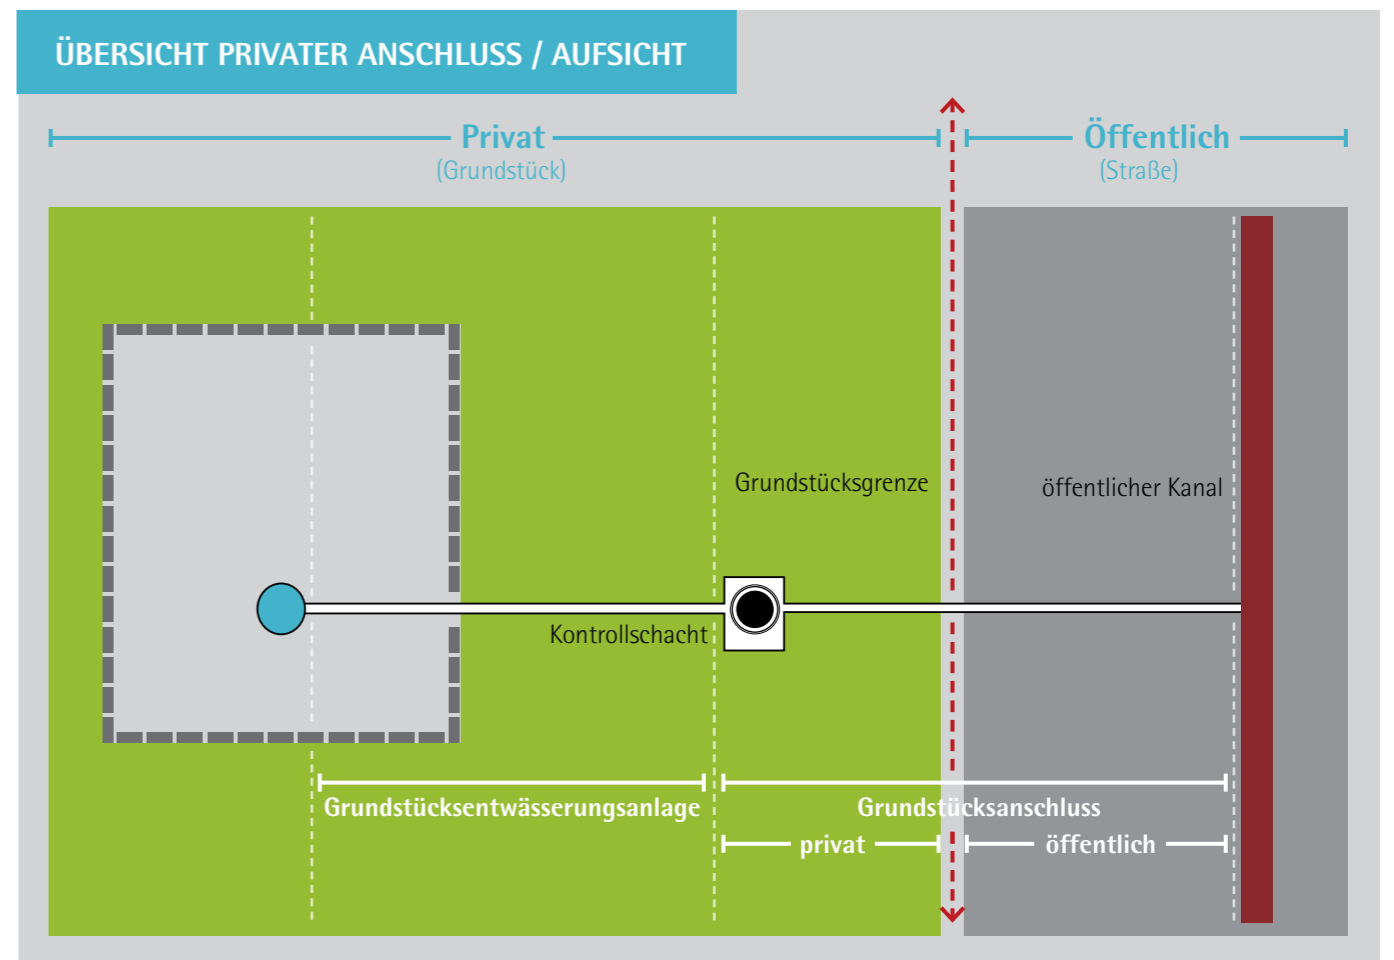 ÜBERSICHT PRIVATER ANSCHLUSS / AUFSICHT
Privat
(Grundstück)
Öffentlich
(Straße)
Grundstücksgrenze
öffentlicher Kanal
Kontrollschacht
Grundstücksentwässerungsanlage
Grundstücksanschluss
privat
öffentlich